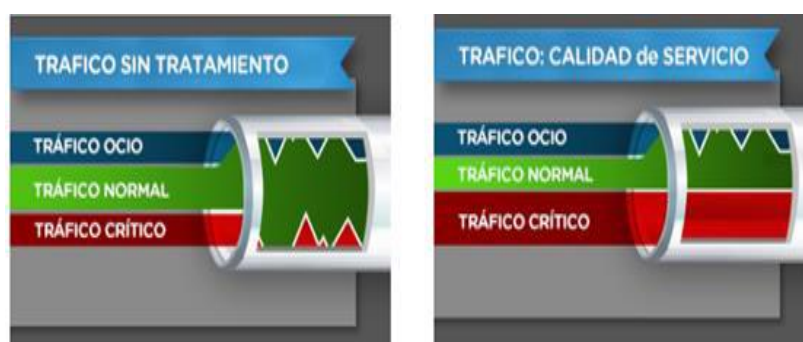 TRAFICO SIN TRATAMIENTO
TRÁFICO OCIO
TRÁFICO NORMAL
TRÁFICO CRÍTICO
TRAFICO: CALIDAD de SERVICIO
TRÁFICO OCIO
TRÁFICO NORMAL
TRÁFICO CRÍTICO